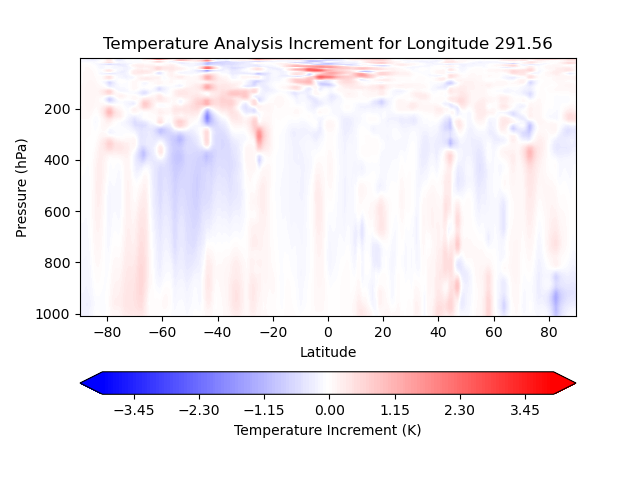 Temperature Analysis Increment for Longitude 291.56
200
400
600
800
1000
Pressure (hPa)
−80 −60 −40 −20 0 20 40 60 80
Latitude
−3.45 −2.30 −1.15 0.00 1.15 2.30 3.45
Temperature Increment (K)